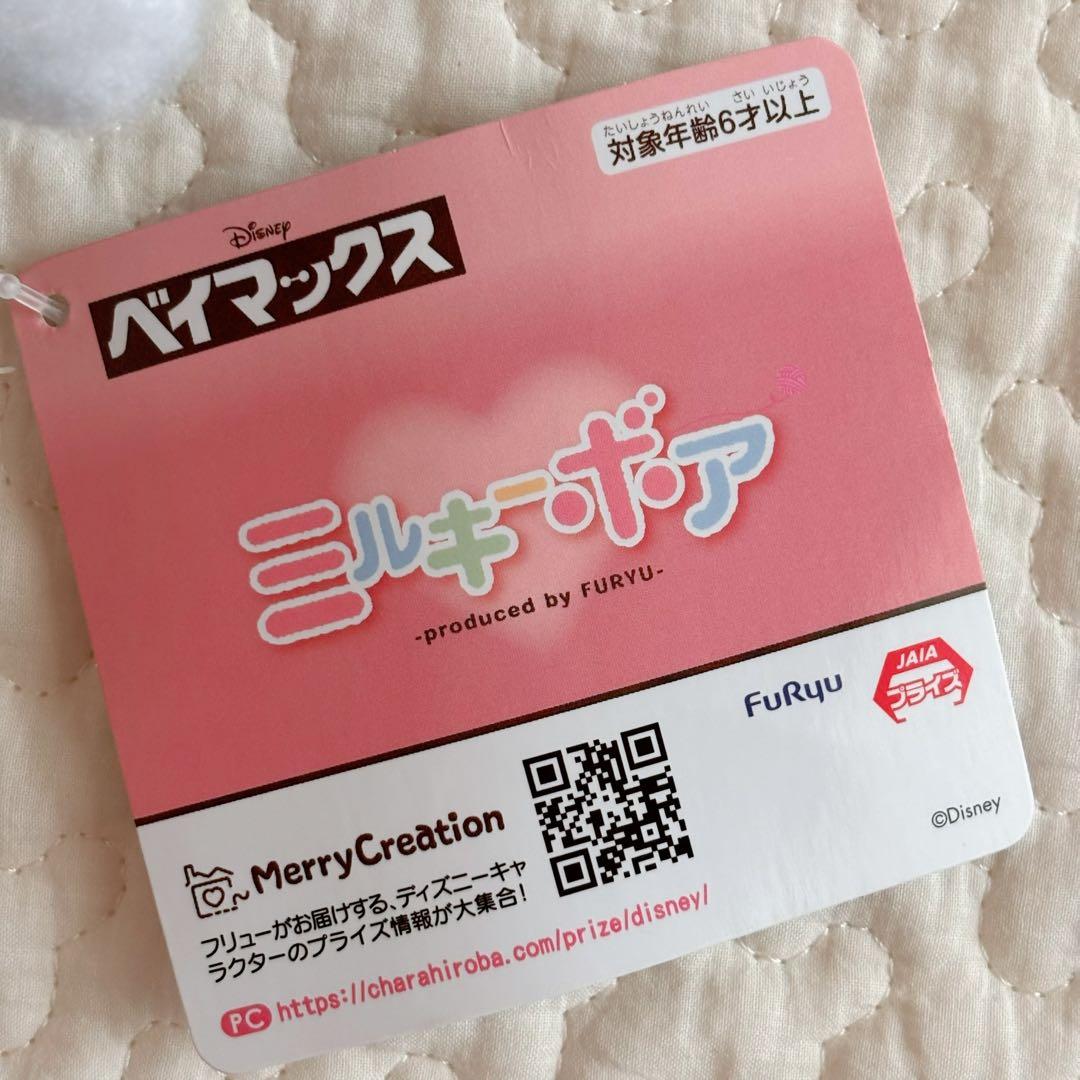 たいしょうねんれい さい いじょう
対象年齢6才以上
Disney
ベイマックス
ミルキーボア
-produced by FURYU-
FuRyu
JAIA
プライズ
MerryCreation
フリューがお届けする、ディズニーキャ
ラクターのプライズ情報が大集合!
PC https://charahiroba.com/prize/disney/
©Disney